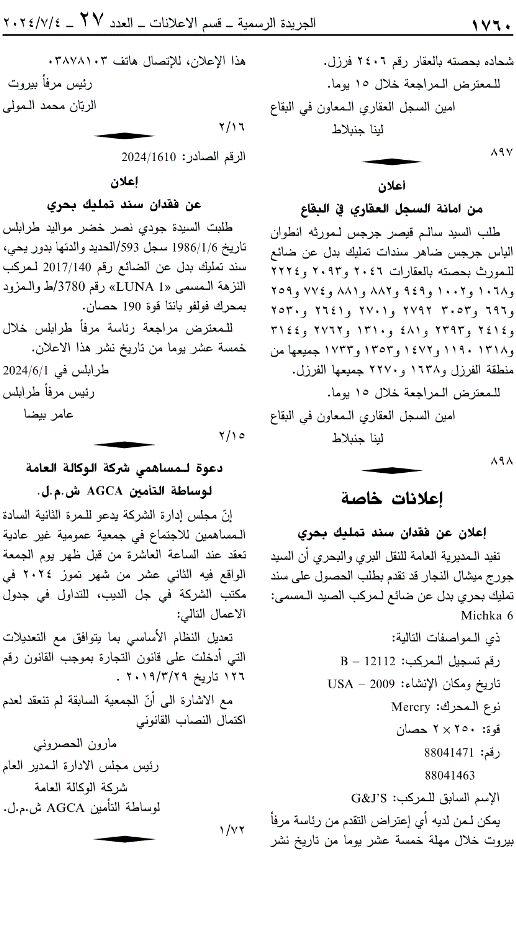 ١٧٦٠
الجريدة الرسمية ــ قسم الاعلانات ــ العدد ٢٧ ــ ٢٠٢٤/٧/٤
شحاده بحصته بالعقار رقم ٢٤٠٦ فرزل.
للمعترض المراجعة خلال ١٥ يوما.
امين السجل العقاري المعاون في البقاع
لينا جنبلاط
٨٩٧
أعلان
من امانة السجل العقاري في البقاع
طلب السيد سالم قيصر جرجس لمورثه انطوان
الياس جرجس ضاهر سندات تمليك بدل عن ضائع
للمورث بحصته بالعقارات ٢٠٤٦ و٢٠٩٣ و٢٢٢٤
و١٠٦٨ و١٠٠٢ و٩٤٩ و٨٨٢ و٨٨١ و٧٧٤ و٢٥٩
و٦٩٦ و٣٠٥٣ ٢٧٩٢ و٢٧٠١ و٢٦٤١ و٢٥٣٠
و٢٤١٤ و٢٣٩٣ و٤٨١ و١٣١٠ و٢٧٦٢ و٣١٤٤
و١٣١٨ ١١٩٠ و١٤٧٢ و١٣٥٣ و١٧٣٣ جميعها من
منطقة الفرزل و١٦٣٨ و٢٢٧٠ جميعها الفرزل.
للمعترض المراجعة خلال ١٥ يوما.
امين السجل العقاري المعاون في البقاع
لينا جنبلاط
٨٩٨
إعلانات خاصة
إعلان عن فقدان سند تمليك بحري
تفيد المديرية العامة للنقل البري والبحري أن السيد
جورج ميشال النجار قد تقدم بطلب الحصول على سند
تمليك بحري بدل عن ضائع لمركب الصيد المسمى:
Michka 6
ذي المواصفات التالية:
رقم تسجيل المركب: B – 12112
تاريخ ومكان الإنشاء: USA – 2009
نوع المحرك: Mercry
قوة: ٢٥٠ × ٢ حصان
رقم: 88041471
88041463
الإسم السابق للمركب: G&J'S
يمكن لمن لديه أي إعتراض التقدم من رئاسة مرفأ
بيروت خلال مهلة خمسة عشر يوما من تاريخ نشر
هذا الإعلان، للإتصال هاتف ٠٣٨٧٨١٠٣
رئيس مرفأ بيروت
الربّان محمد المولى
٢/١٦
الرقم الصادر: 2024/1610
إعلان
عن فقدان سند تمليك بحري
طلبت السيدة جودي نصر خضر مواليد طرابلس
تاريخ 1986/1/6 سجل 593/الحديد والدتها بدور يحي،
سند تمليك بدل عن الضائع رقم 2017/140 لمركب
النزهة المسمى «LUNA 1» رقم 3780/ط والمزود
بمحرك فولفو بانتا قوة 190 حصان.
للمعترض مراجعة رئاسة مرفأ طرابلس خلال
خمسة عشر يوما من تاريخ نشر هذا الاعلان.
طرابلس في 2024/6/1
رئيس مرفأ طرابلس
عامر بيضا
٢/١٥
دعوة لمساهمي شركة الوكالة العامة
لوساطة التأمين AGCA ش.م.ل.
إنّ مجلس إدارة الشركة يدعو للمرة الثانية السادة
المساهمين للاجتماع في جمعية عمومية غير عادية
تعقد عند الساعة العاشرة من قبل ظهر يوم الجمعة
الواقع فيه الثاني عشر من شهر تموز ٢٠٢٤ في
مكتب الشركة في جل الديب، للتداول في جدول
الاعمال التالي:
تعديل النظام الأساسي بما يتوافق مع التعديلات
التي أدخلت على قانون التجارة بموجب القانون رقم
١٢٦ تاريخ ٢٠١٩/٣/٢٩ .
مع الاشارة الى أنّ الجمعية السابقة لم تنعقد لعدم
اكتمال النصاب القانوني
مارون الحصروني
رئيس مجلس الادارة المدير العام
شركة الوكالة العامة
لوساطة التأمين AGCA ش.م.ل.
١/٧٢